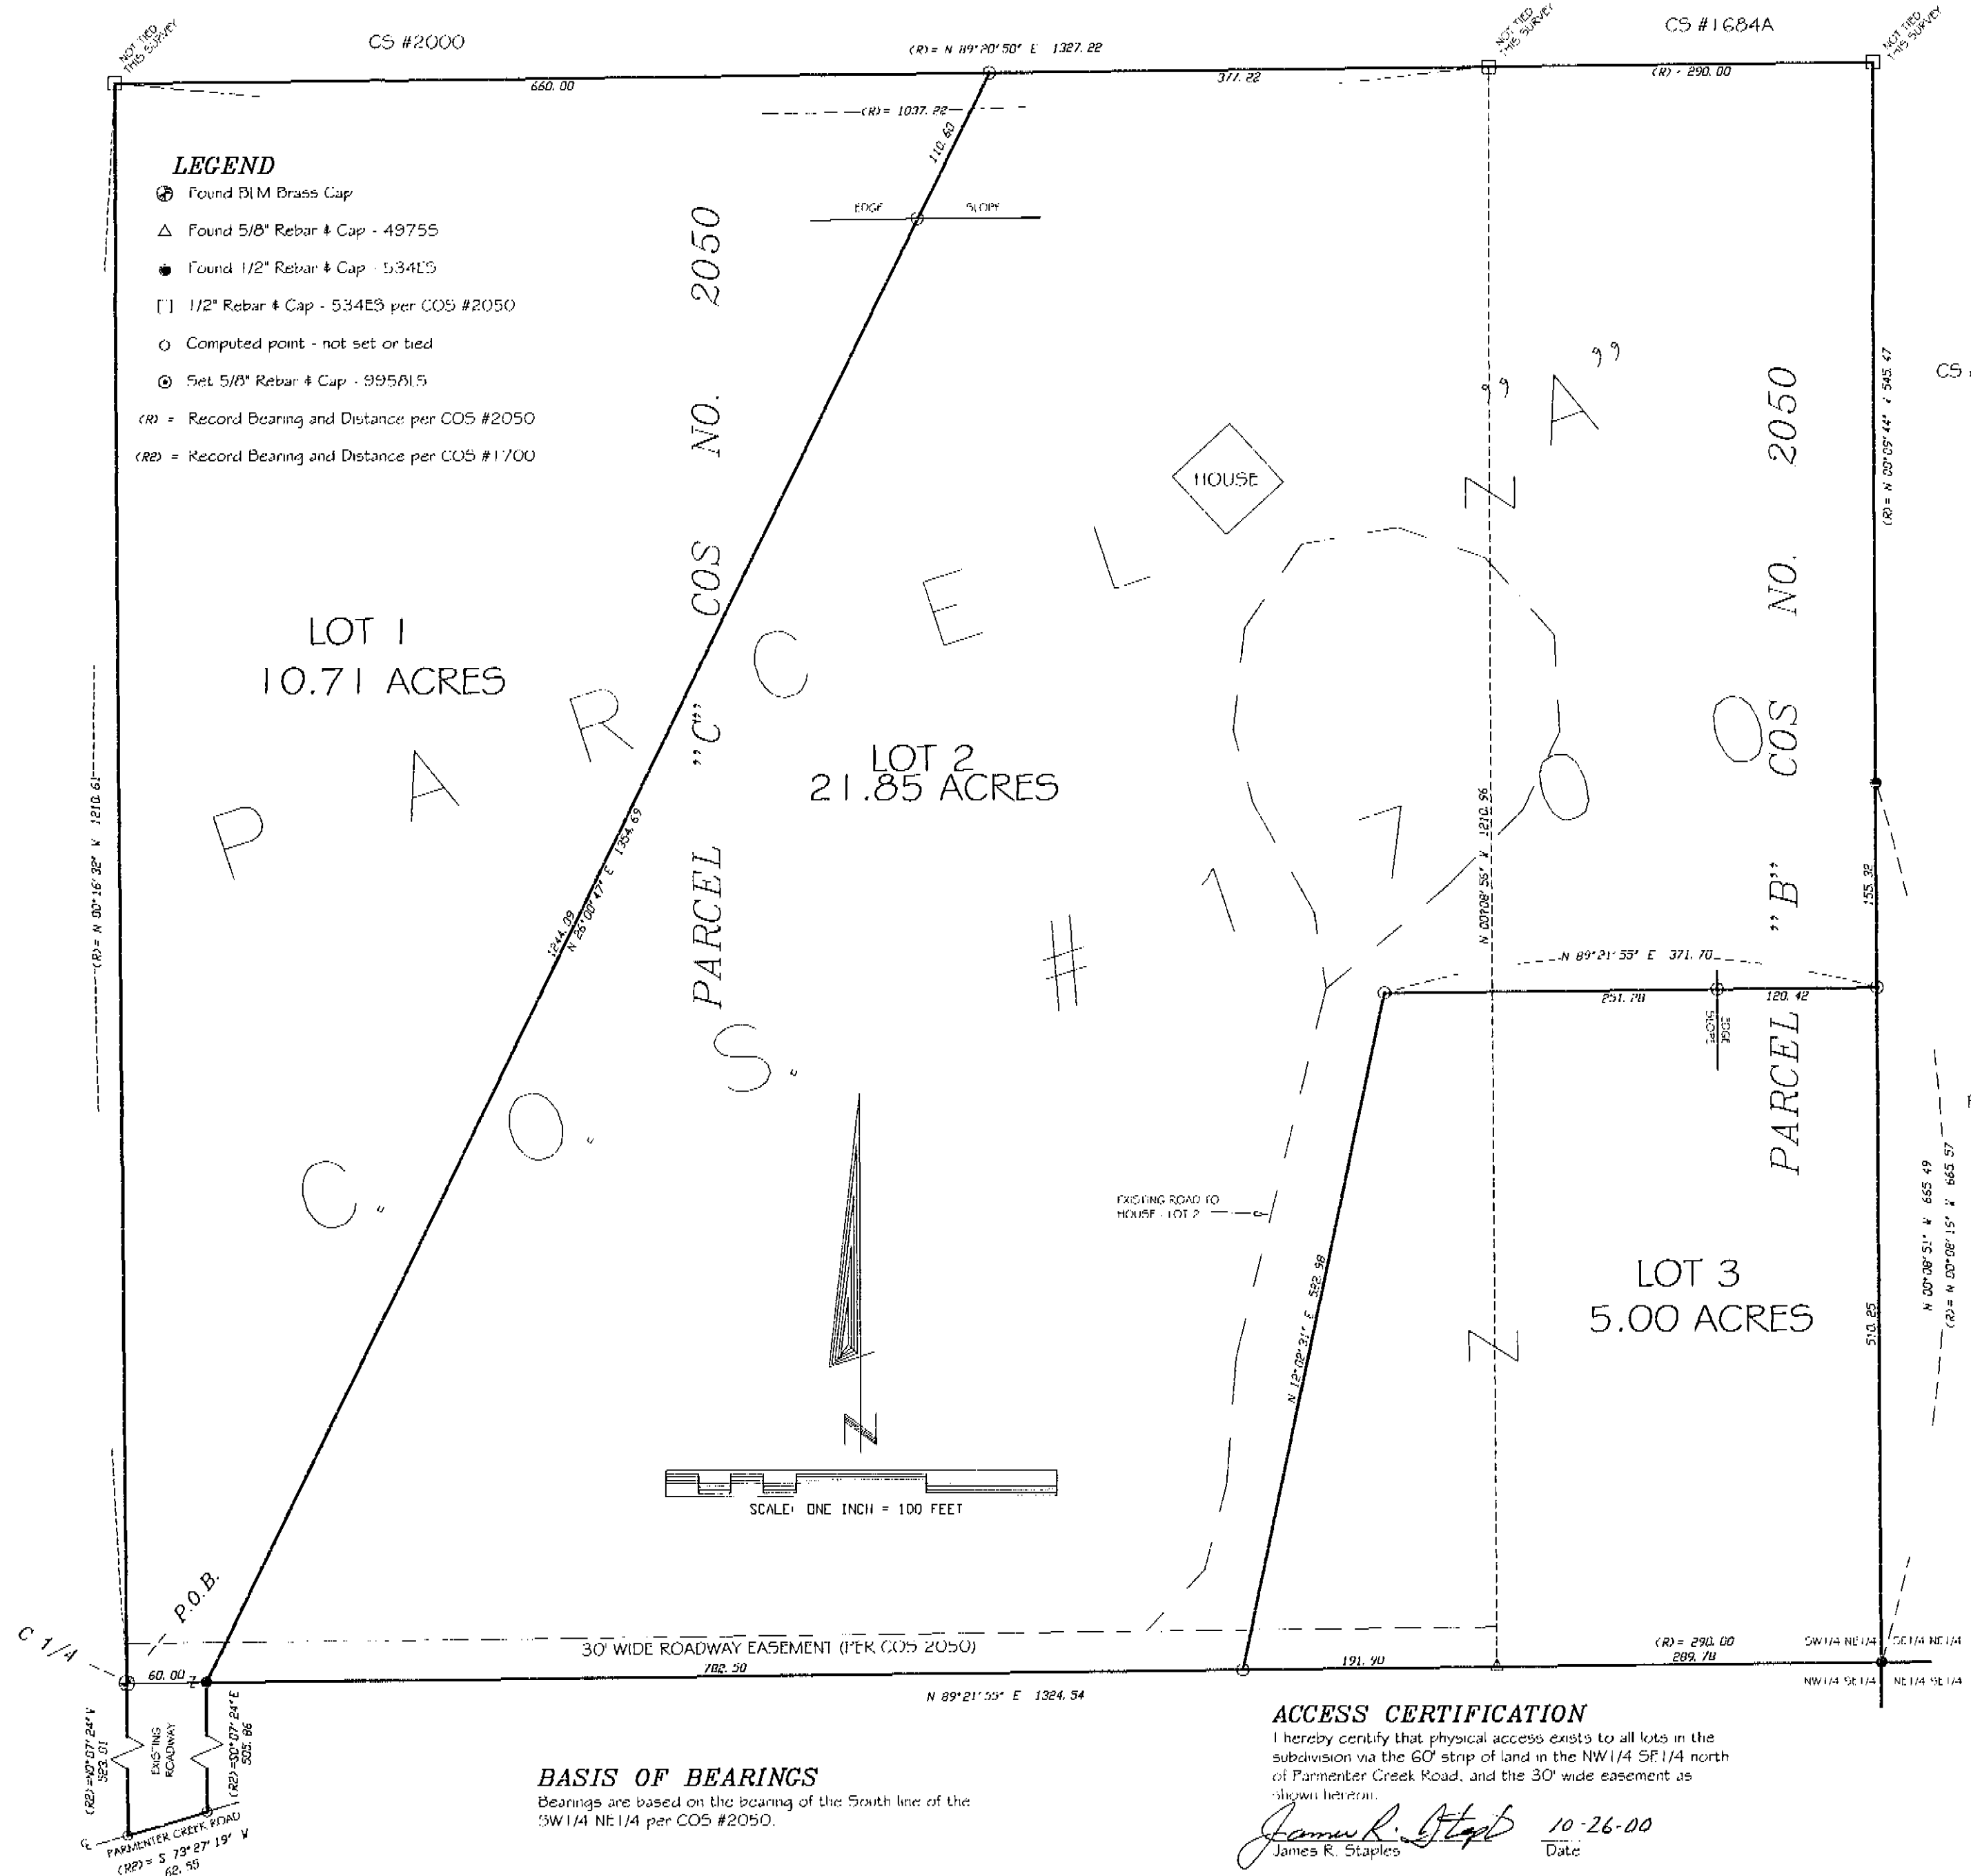 NOT TIED
THIS SURVEY
CS #2000
(R)= N 89°20'50" E 1327.22
NOT TIED
THIS SURVEY
CS #1684A
NOT TIED
THIS SURVEY
660.00
377.22
(R) - 290.00
(R)= 1037.22
110.60
LEGEND
Found BLM Brass Cap
Found 5/8" Rebar & Cap - 4975S
Found 1/2" Rebar & Cap - 534ES
1/2" Rebar & Cap - 534ES per COS #2050
Computed point - not set or tied
Set 5/8" Rebar & Cap - 9958LS
(R) = Record Bearing and Distance per COS #2050
(R2) = Record Bearing and Distance per COS #1700
EDGE SLOPE
CS
HOUSE
LOT 1
10.71 ACRES
LOT 2
21.85 ACRES
PARCEL "C" COS NO. 2050
PARCEL "B" COS NO. 2050
PARCEL "A"
C. O. S. # 1700
(R)= N 00°16'32" W 1210.61
1244.09
N 26°00'47" E 1354.69
N 00°08'56" W 1210.96
545.47
155.32
N 89°21'55" E 371.70
251.28
120.42
EDGE
SLOPE
EXISTING ROAD TO
HOUSE - LOT 2
N 12°02'31" E 522.98
LOT 3
5.00 ACRES
510.25
N 00°08'51" W 665.49
(R)= N 00°08'15" W 665.57
N
SCALE: ONE INCH = 100 FEET
P.O.B.
C 1/4
30' WIDE ROADWAY EASEMENT (PER COS 2050)
(R)= 290.00
SW1/4 NE1/4 SE1/4 NE1/4
60.00
782.50
191.90
289.78
NW1/4 SE1/4 NE1/4 SE1/4
N 89°21'55" E 1324.54
(R2)=N0°07'24"W
523.01
EXISTING
ROADWAY
(R2)=S0°07'24"E
505.86
PARMENTER CREEK ROAD
(R2)= S 73°27'19" W
62.55
BASIS OF BEARINGS
Bearings are based on the bearing of the South line of the
SW1/4 NE1/4 per COS #2050.
ACCESS CERTIFICATION
I hereby certify that physical access exists to all lots in the
subdivision via the 60' strip of land in the NW1/4 SE1/4 north
of Parmenter Creek Road, and the 30' wide easement as
shown hereon.
James R. Staples 10-26-00
James R. Staples Date